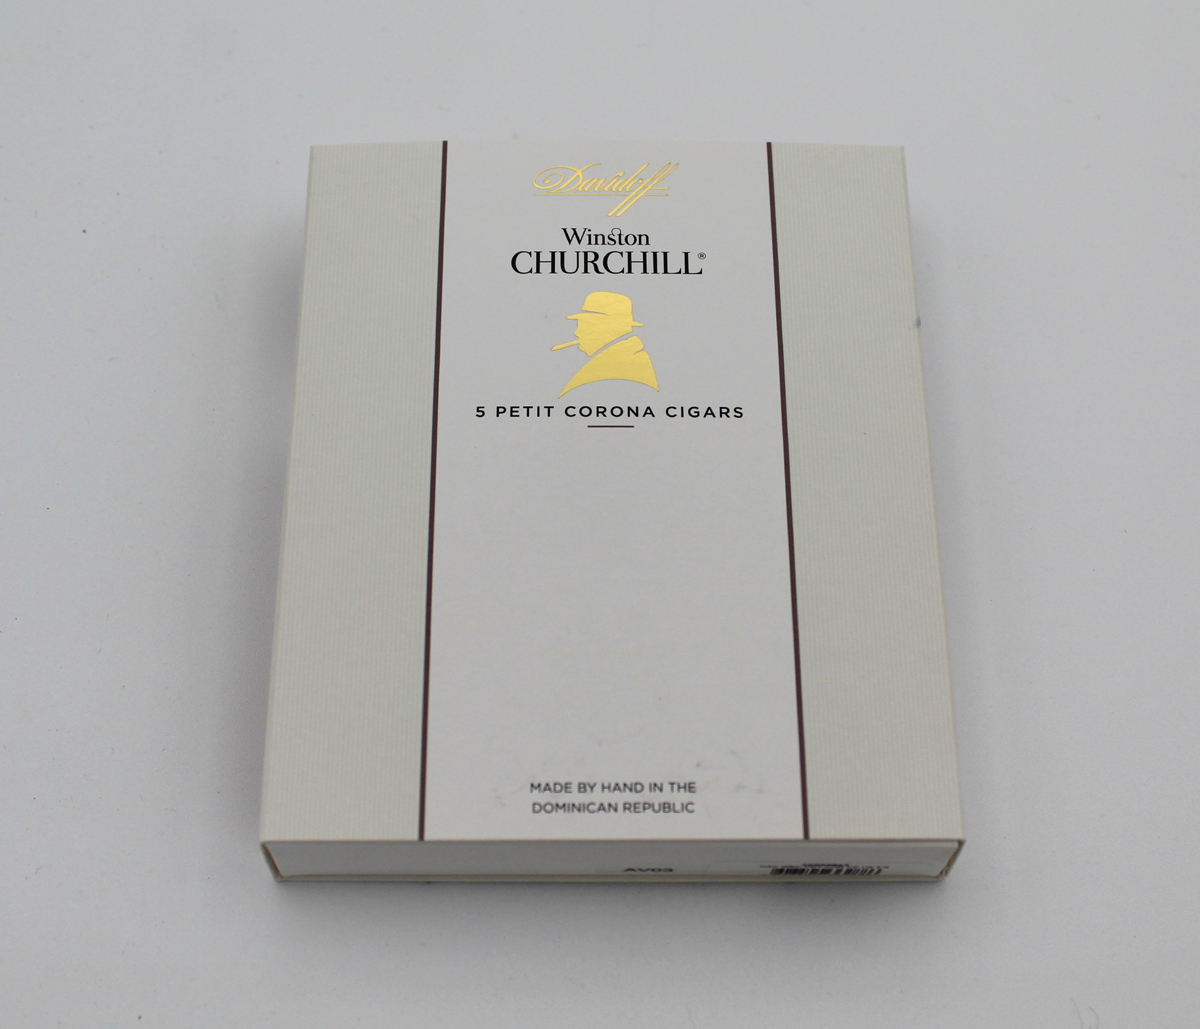 Davidoff
Winston
CHURCHILL®
5 PETIT CORONA CIGARS
MADE BY HAND IN THE
DOMINICAN REPUBLIC